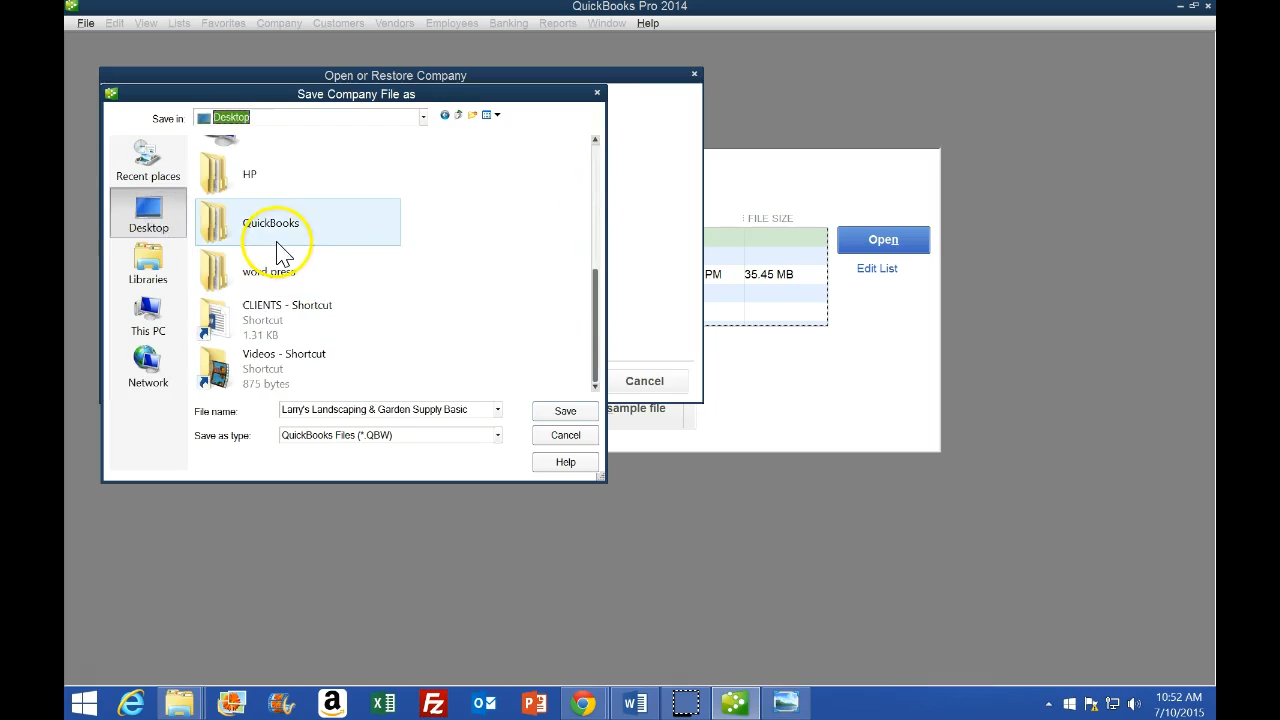 QuickBooks Pro 2014
File Edit View Lists Favorites Company Customers Vendors Employees Banking Reports Window Help
Open or Restore Company
Save Company File as
Save in: Desktop
Recent places
HP
Desktop
QuickBooks
Libraries
word press
This PC
CLIENTS - Shortcut
Shortcut
1.31 KB
Network
Videos - Shortcut
Shortcut
875 bytes
File name: Larry's Landscaping & Garden Supply Basic
Save
Save as type: QuickBooks Files (*.QBW)
Cancel
Help
FILE SIZE
Open
PM 35.45 MB
Edit List
Cancel
sample file
10:52 AM
7/10/2015